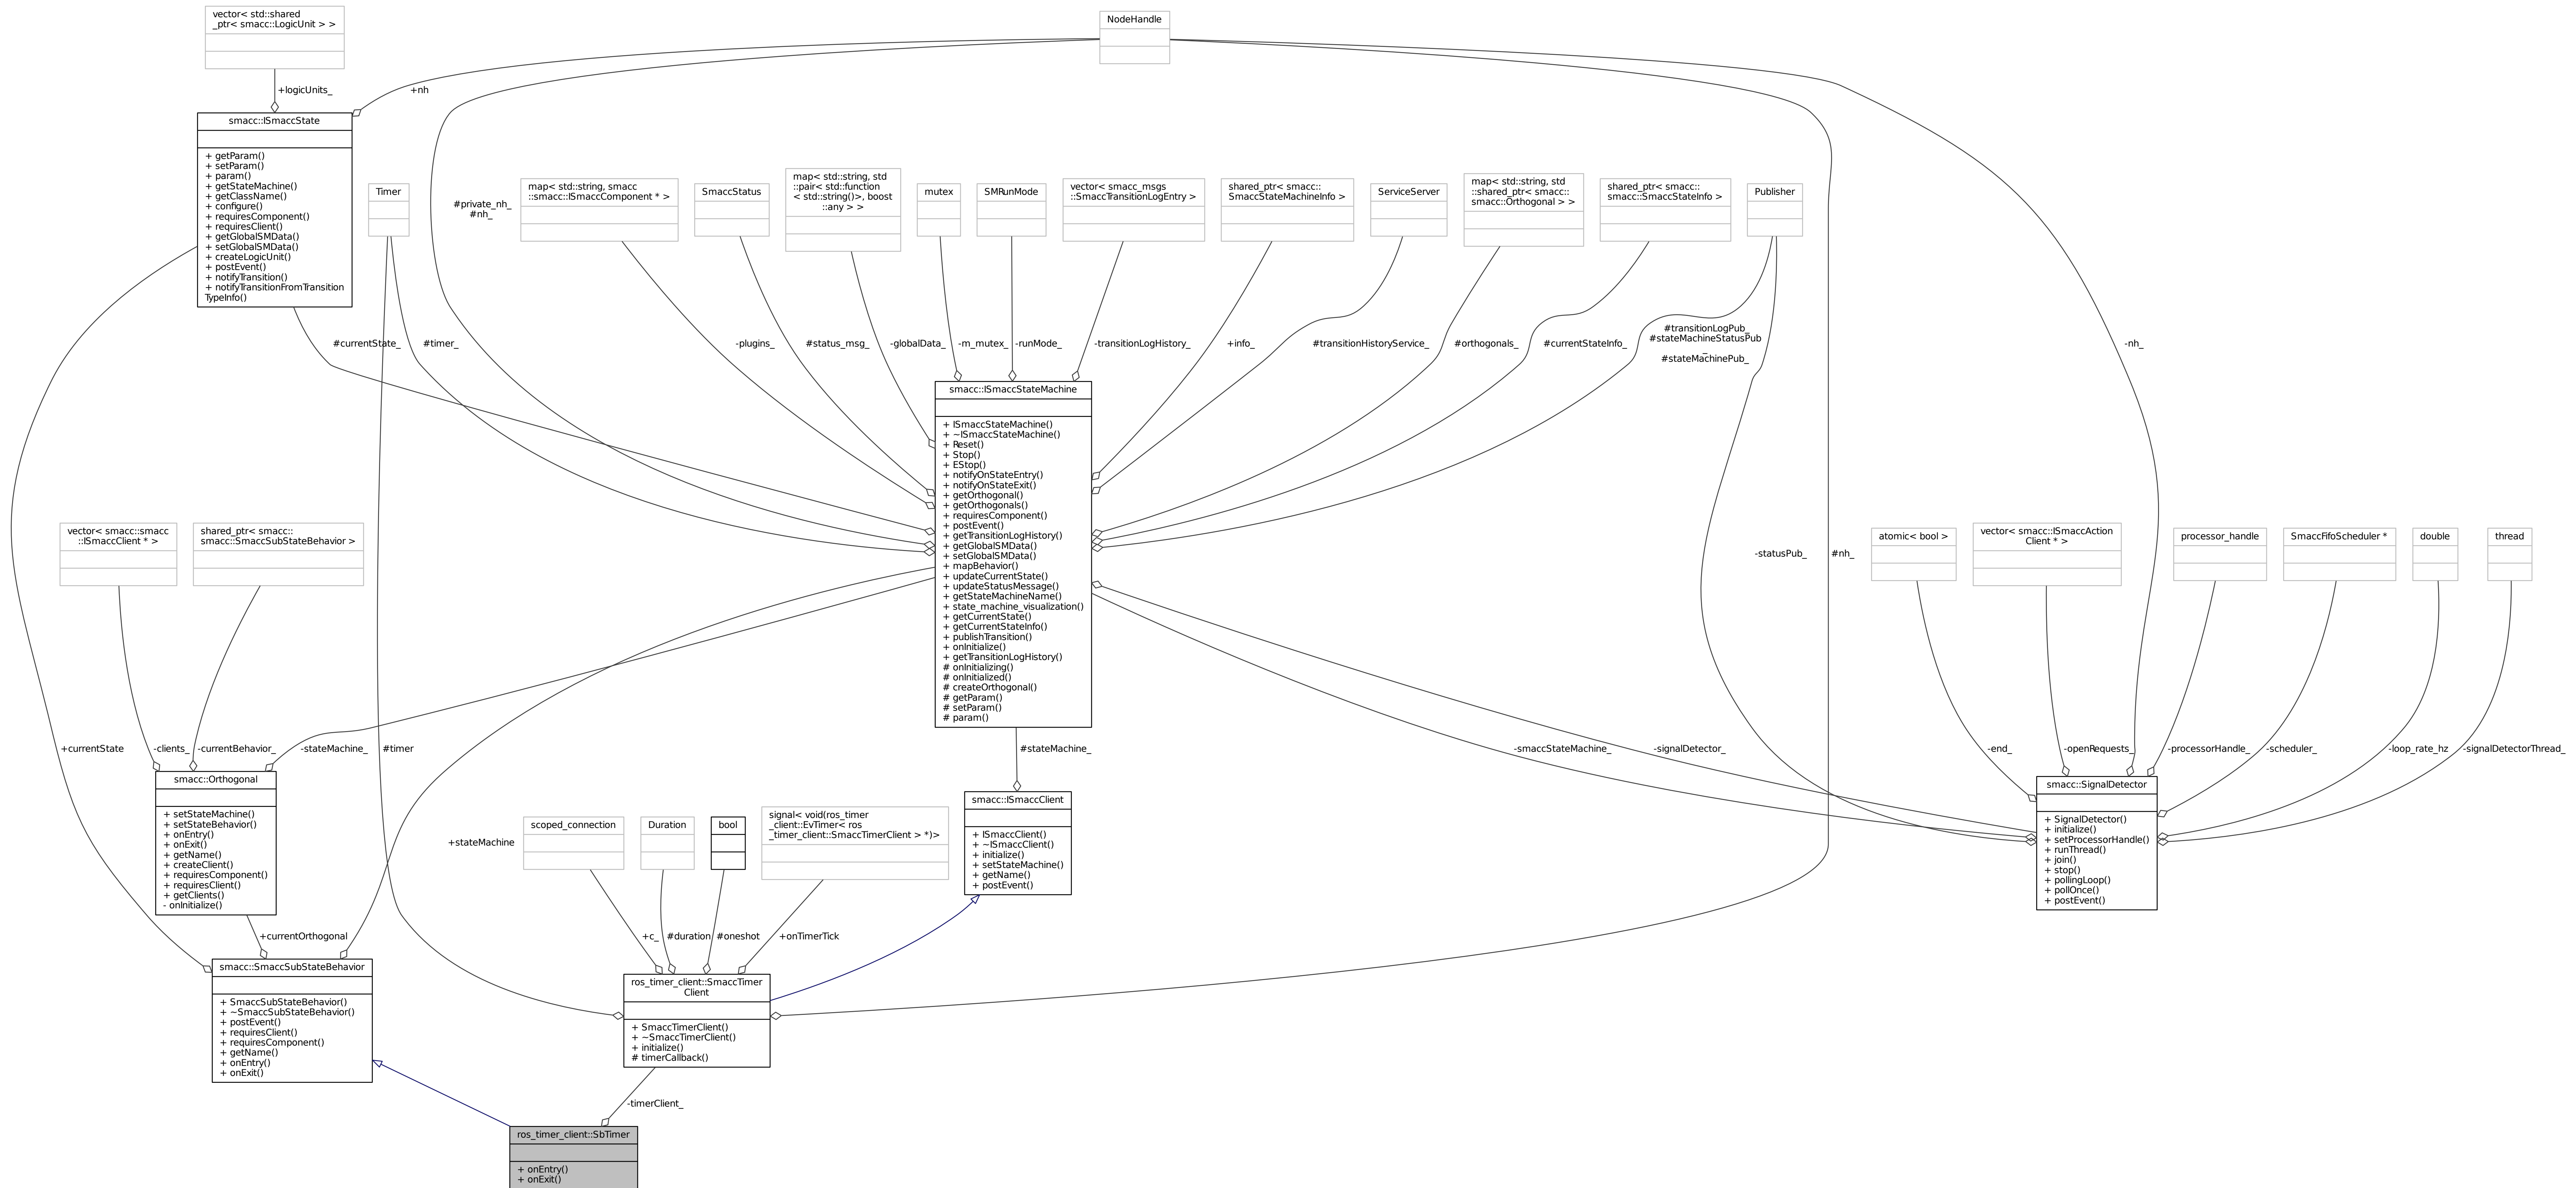 vector< std::shared
_ptr< smacc::LogicUnit > >
NodeHandle
+logicUnits_
+nh
smacc::ISmaccState
+ getParam()
+ setParam()
+ param()
+ getStateMachine()
+ getClassName()
+ configure()
+ requiresComponent()
+ requiresClient()
+ getGlobalSMData()
+ setGlobalSMData()
+ createLogicUnit()
+ postEvent()
+ notifyTransition()
+ notifyTransitionFromTransition
TypeInfo()
Timer
#private_nh_
#nh_
map< std::string, smacc
::smacc::ISmaccComponent * >
SmaccStatus
map< std::string, std
::pair< std::function
< std::string()>, boost
::any > >
mutex
SMRunMode
vector< smacc_msgs
::SmaccTransitionLogEntry >
shared_ptr< smacc::
SmaccStateMachineInfo >
ServiceServer
map< std::string, std
::shared_ptr< smacc::
smacc::Orthogonal > >
shared_ptr< smacc::
smacc::SmaccStateInfo >
Publisher
#currentState_
#timer_
-plugins_
#status_msg_
-globalData_
-m_mutex_
-runMode_
-transitionLogHistory_
+info_
#transitionHistoryService_
#orthogonals_
#currentStateInfo_
#transitionLogPub_
#stateMachineStatusPub
_
#stateMachinePub_
-nh_
smacc::ISmaccStateMachine
+ ISmaccStateMachine()
+ ~ISmaccStateMachine()
+ Reset()
+ Stop()
+ EStop()
+ notifyOnStateEntry()
+ notifyOnStateExit()
+ getOrthogonal()
+ getOrthogonals()
+ requiresComponent()
+ postEvent()
+ getTransitionLogHistory()
+ getGlobalSMData()
+ setGlobalSMData()
+ mapBehavior()
+ updateCurrentState()
+ updateStatusMessage()
+ getStateMachineName()
+ state_machine_visualization()
+ getCurrentState()
+ getCurrentStateInfo()
+ publishTransition()
+ onInitialize()
+ getTransitionLogHistory()
# onInitializing()
# onInitialized()
# createOrthogonal()
# getParam()
# setParam()
# param()
vector< smacc::smacc
::ISmaccClient * >
shared_ptr< smacc::
smacc::SmaccSubStateBehavior >
-statusPub_
#nh_
atomic< bool >
vector< smacc::ISmaccAction
Client * >
processor_handle
SmaccFifoScheduler *
double
thread
+currentState
-clients_
-currentBehavior_
-stateMachine_
#timer
#stateMachine_
-smaccStateMachine_
-signalDetector_
-end_
-openRequests_
-processorHandle_
-scheduler_
-loop_rate_hz
-signalDetectorThread_
smacc::Orthogonal
+ setStateMachine()
+ setStateBehavior()
+ onEntry()
+ onExit()
+ getName()
+ createClient()
+ requiresComponent()
+ requiresClient()
+ getClients()
- onInitialize()
+stateMachine
scoped_connection
Duration
bool
signal< void(ros_timer
_client::EvTimer< ros
_timer_client::SmaccTimerClient > *)>
smacc::ISmaccClient
+ ISmaccClient()
+ ~ISmaccClient()
+ initialize()
+ setStateMachine()
+ getName()
+ postEvent()
smacc::SignalDetector
+ SignalDetector()
+ initialize()
+ setProcessorHandle()
+ runThread()
+ join()
+ stop()
+ pollingLoop()
+ pollOnce()
+ postEvent()
+currentOrthogonal
+c_
#duration
#oneshot
+onTimerTick
smacc::SmaccSubStateBehavior
+ SmaccSubStateBehavior()
+ ~SmaccSubStateBehavior()
+ postEvent()
+ requiresClient()
+ requiresComponent()
+ getName()
+ onEntry()
+ onExit()
ros_timer_client::SmaccTimer
Client
+ SmaccTimerClient()
+ ~SmaccTimerClient()
+ initialize()
# timerCallback()
-timerClient_
ros_timer_client::SbTimer
+ onEntry()
+ onExit()